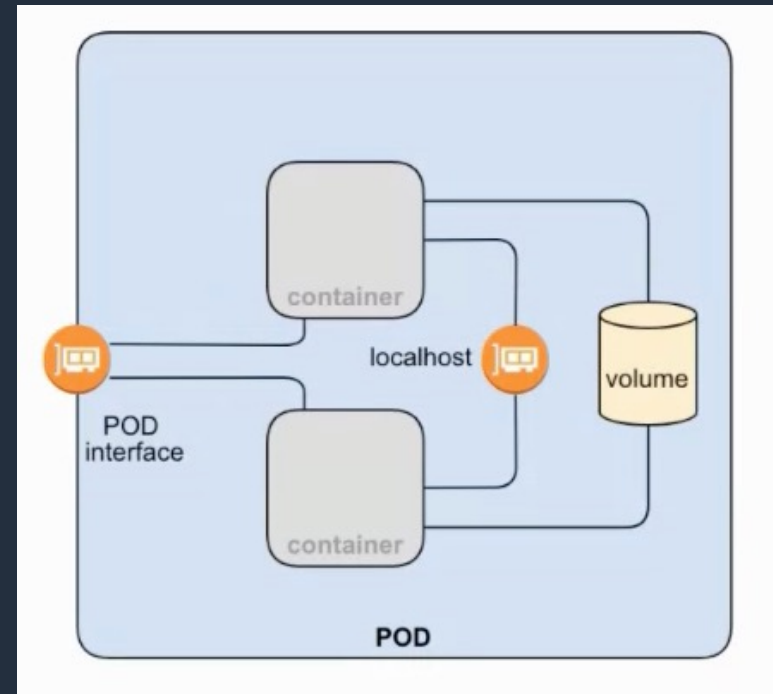 container
localhost
volume
POD
interface
container
POD